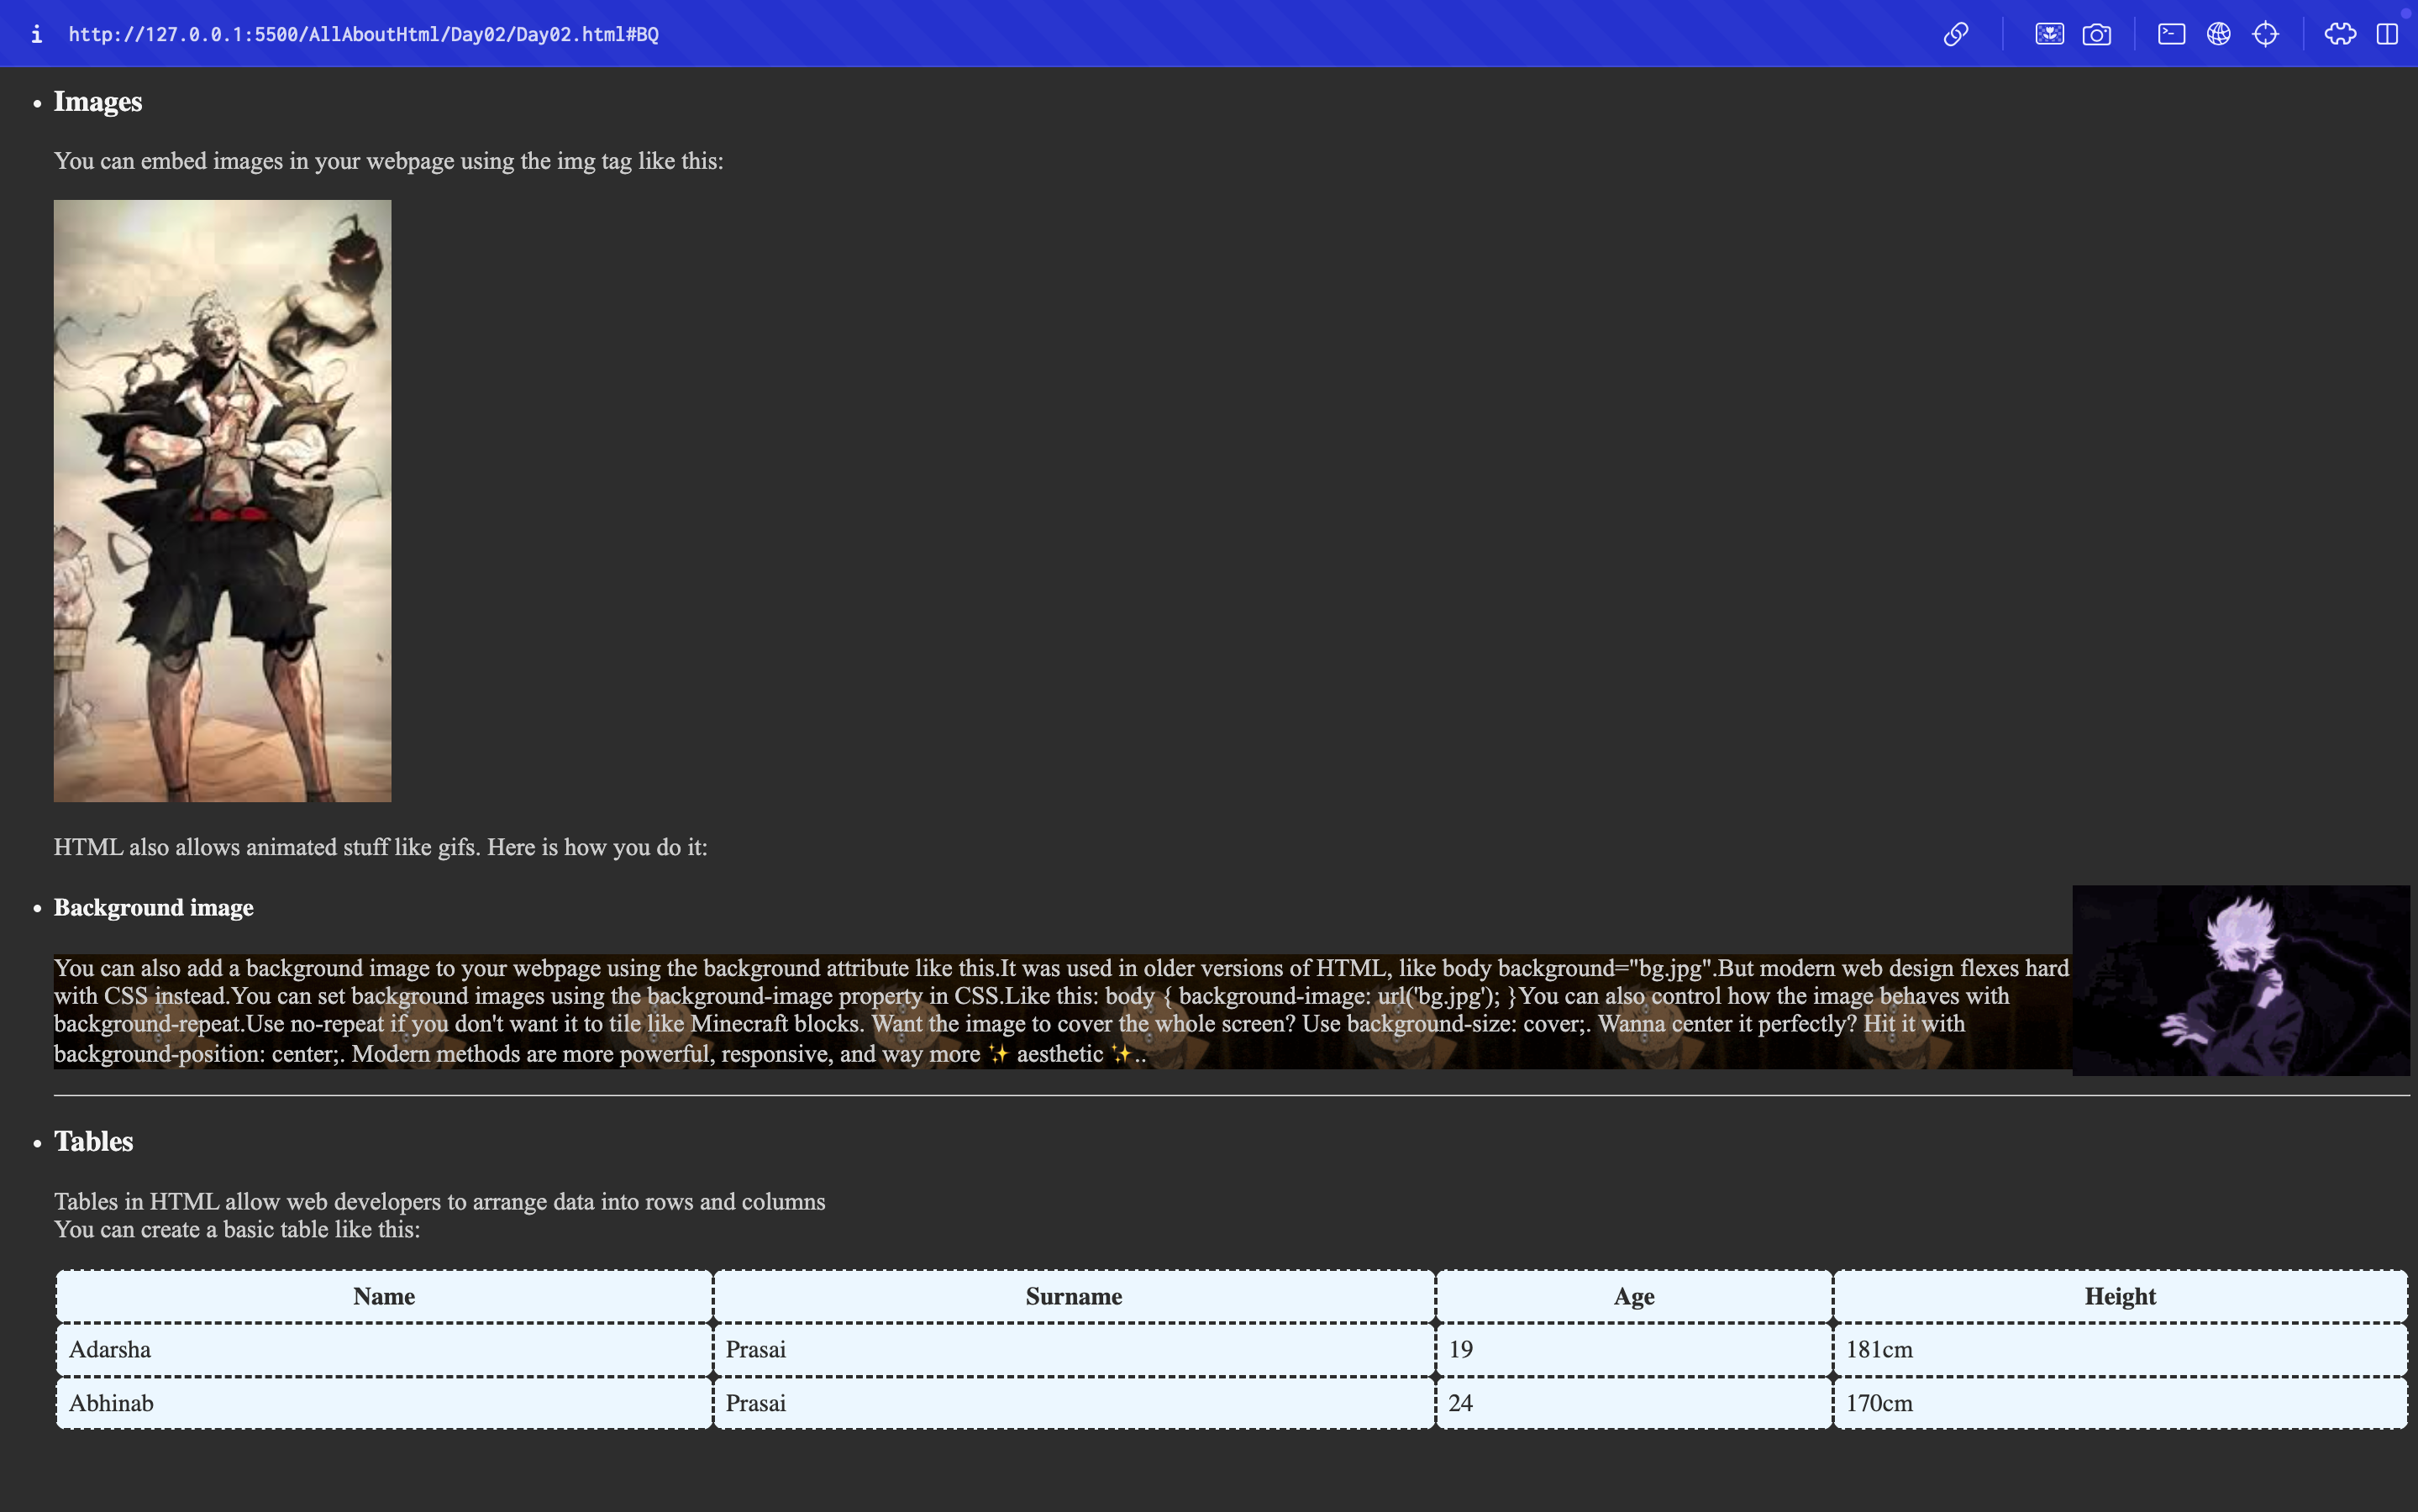 http://127.0.0.1:5500/AllAboutHtml/Day02/Day02.html#BQ
Images
You can embed images in your webpage using the img tag like this:
HTML also allows animated stuff like gifs. Here is how you do it:
Background image
You can also add a background image to your webpage using the background attribute like this.It was used in older versions of HTML, like body background="bg.jpg".But modern web design flexes hard
with CSS instead.You can set background images using the background-image property in CSS.Like this: body { background-image: url('bg.jpg'); }You can also control how the image behaves with
background-repeat.Use no-repeat if you don't want it to tile like Minecraft blocks. Want the image to cover the whole screen? Use background-size: cover;. Wanna center it perfectly? Hit it with
background-position: center;. Modern methods are more powerful, responsive, and way more ✨ aesthetic ✨..
Tables
Tables in HTML allow web developers to arrange data into rows and columns
You can create a basic table like this:
Name Surname Age Height
Adarsha Prasai 19 181cm
Abhinab Prasai 24 170cm